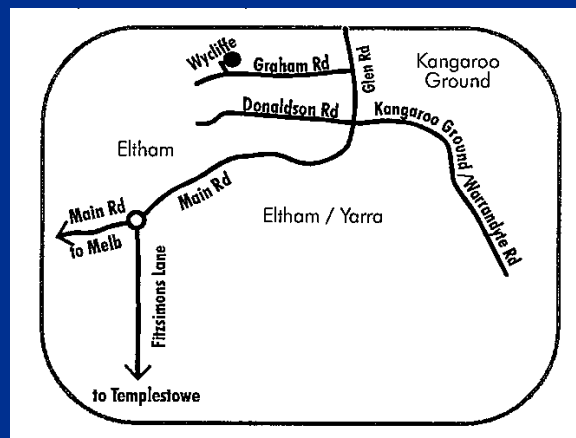 Wycliffe
Graham Rd
Glen Rd
Kangaroo
Ground
Donaldson Rd
Kangaroo Ground/Warrandyte Rd
Eltham
Main Rd
Main Rd
to Melb
Eltham / Yarra
Fitzsimons Lane
to Templestowe